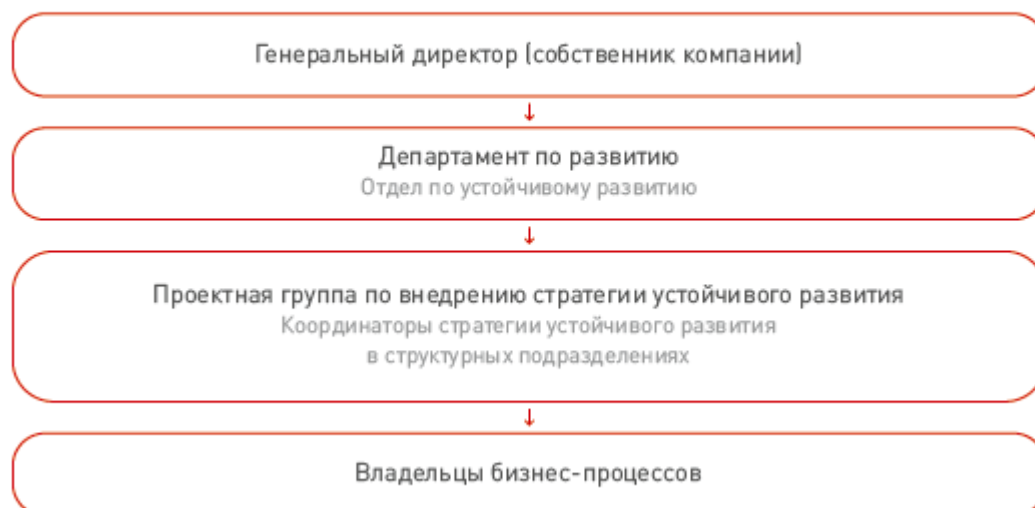 Генеральный директор (собственник компании)
↓
Департамент по развитию
Отдел по устойчивому развитию
↓
Проектная группа по внедрению стратегии устойчивого развития
Координаторы стратегии устойчивого развития
в структурных подразделениях
↓
Владельцы бизнес-процессов